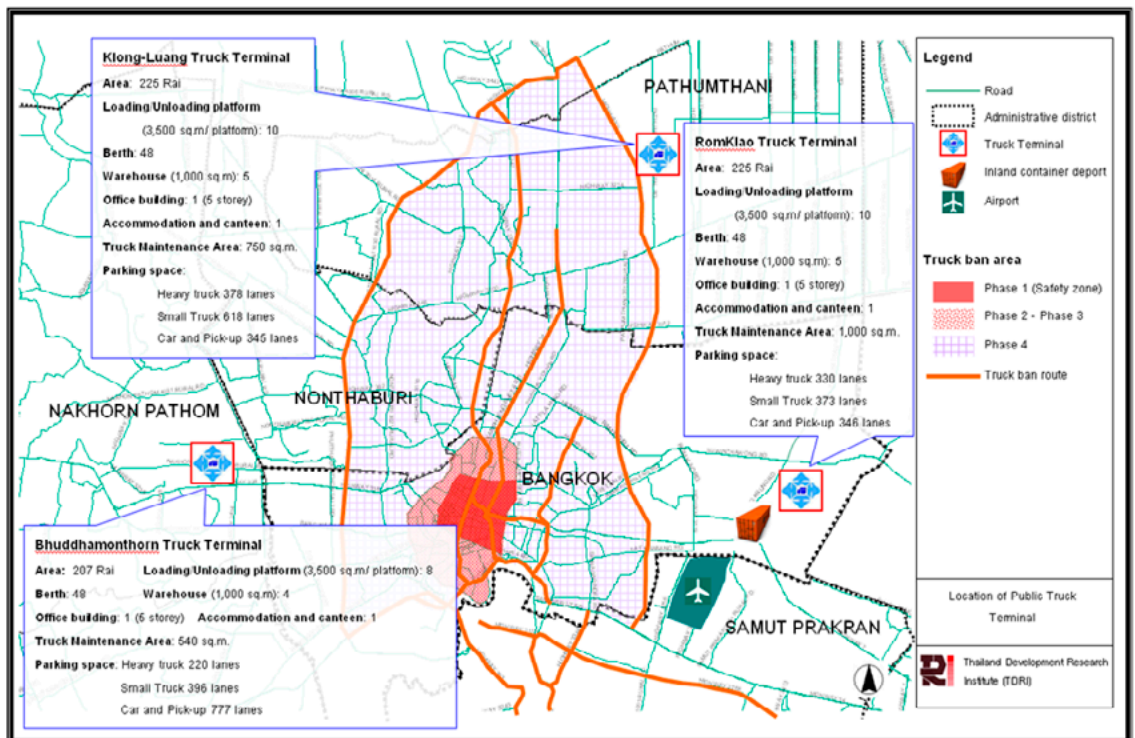 Klong-Luang Truck Terminal
Area: 225 Rai
Loading/Unloading platform
(3,500 sq.m/ platform): 10
Berth: 48
Warehouse (1,000 sq.m): 5
Office building: 1 (5 storey)
Accommodation and canteen: 1
Truck Maintenance Area: 750 sq.m.
Parking space:
Heavy truck 378 lanes
Small Truck 618 lanes
Car and Pick-up 345 lanes
PATHUMTHANI
RomKlao Truck Terminal
Area: 225 Rai
Loading/Unloading platform
(3,500 sq.m/ platform): 10
Berth: 48
Warehouse (1,000 sq.m): 5
Office building: 1 (5 storey)
Accommodation and canteen: 1
Truck Maintenance Area: 1,000 sq.m.
Parking space:
Heavy truck 330 lanes
Small Truck 373 lanes
Car and Pick-up 346 lanes
NAKHORN PATHOM
NONTHABURI
BANGKOK
SAMUT PRAKRAN
Bhuddhamonthorn Truck Terminal
Area: 207 Rai Loading/Unloading platform (3,500 sq.m/ platform): 8
Berth: 48 Warehouse (1,000 sq.m): 4
Office building: 1 (5 storey) Accommodation and canteen: 1
Truck Maintenance Area: 540 sq.m.
Parking space: Heavy truck 220 lanes
Small Truck 396 lanes
Car and Pick-up 777 lanes
Legend
Road
Administrative district
Truck Terminal
Inland container deport
Airport
Truck ban area
Phase 1 (Safety zone)
Phase 2 - Phase 3
Phase 4
Truck ban route
Location of Public Truck
Terminal
Thailand Development Research
Institute (TDRI)